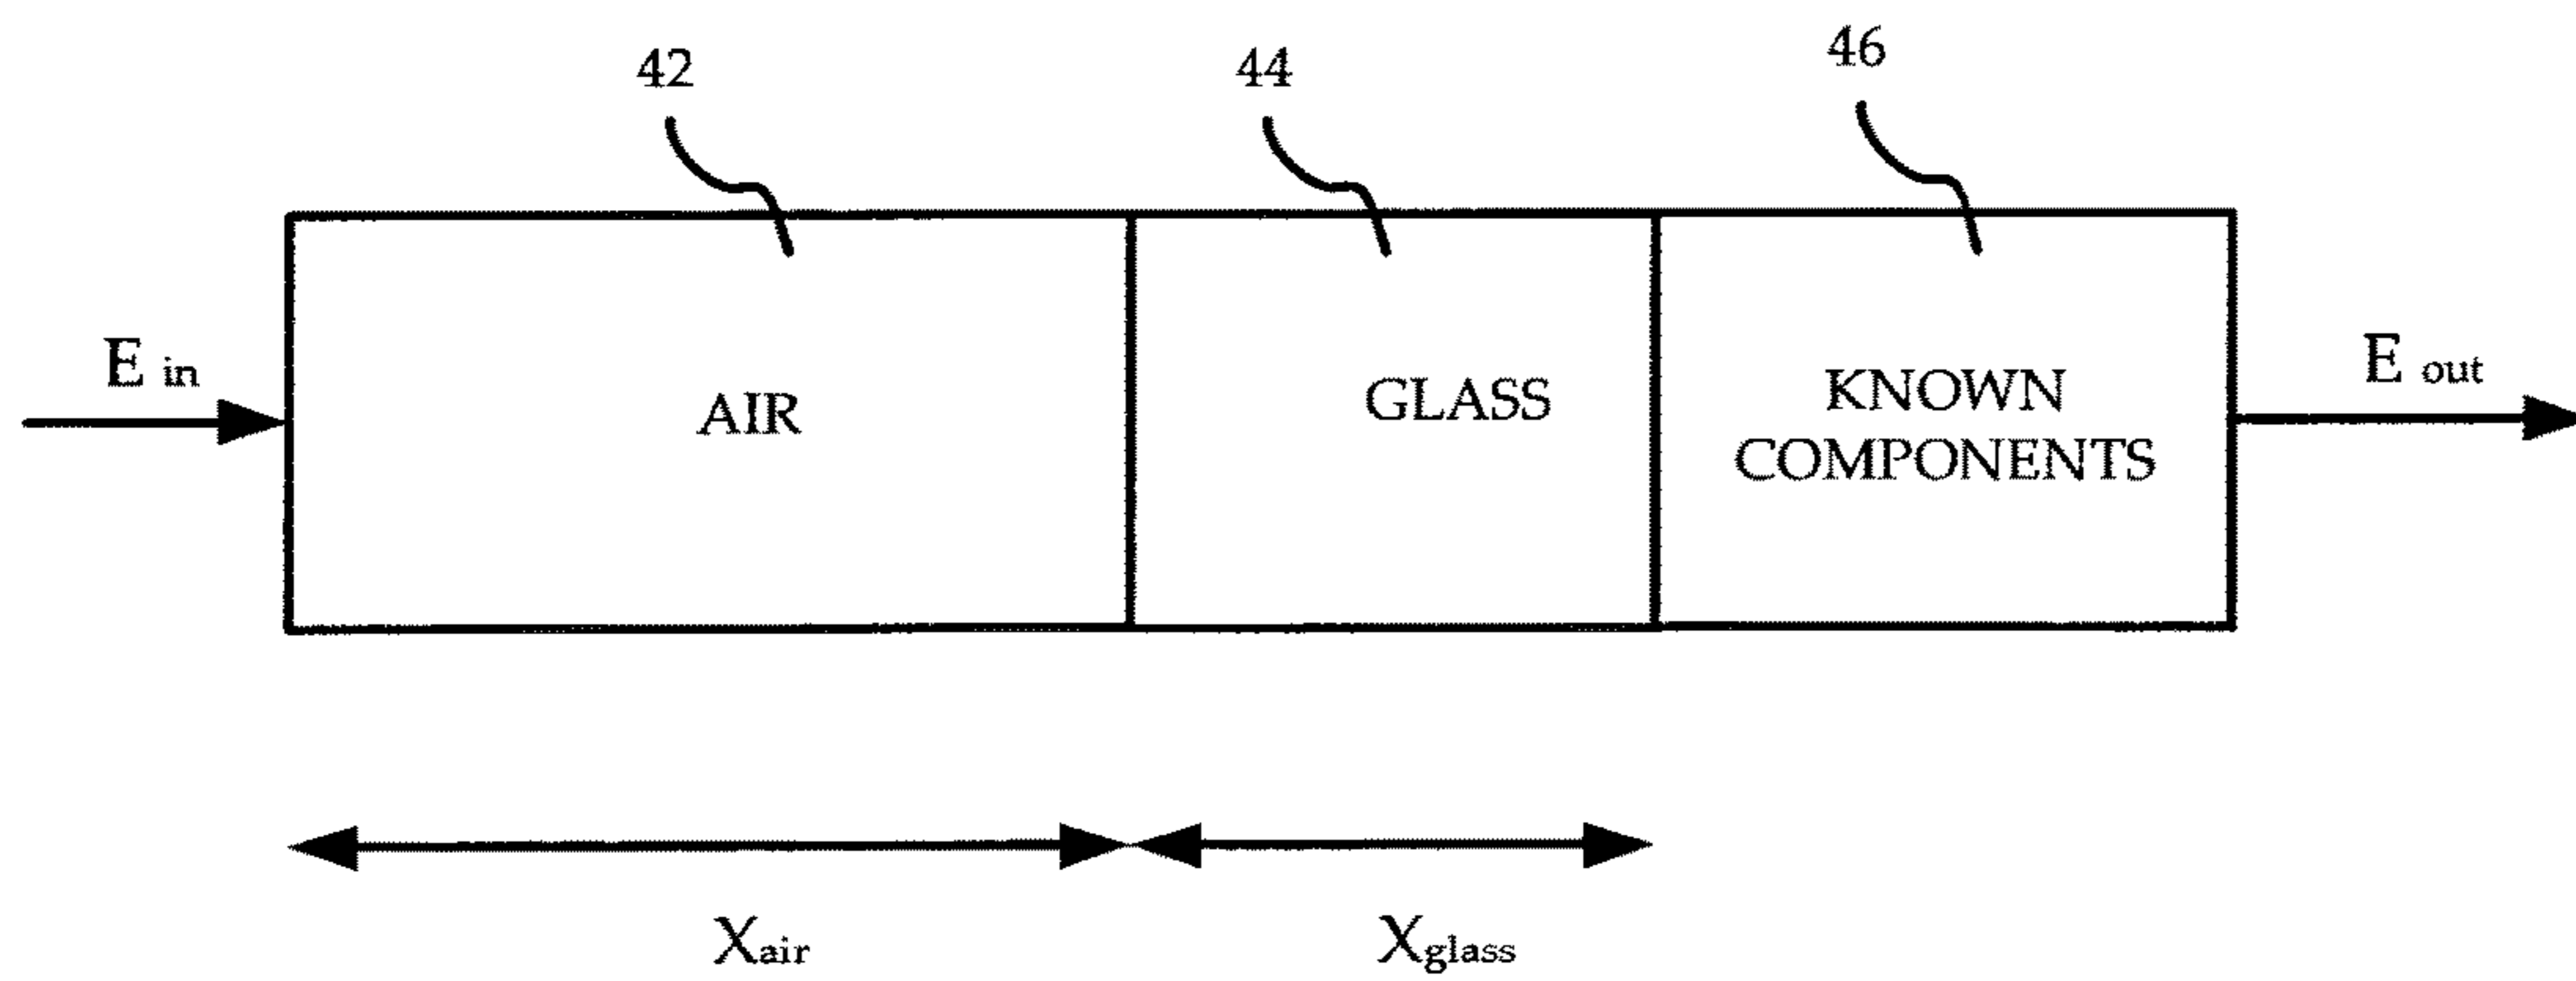 42
44
46
E in
AIR
GLASS
KNOWN
COMPONENTS
E out
Xair
Xglass